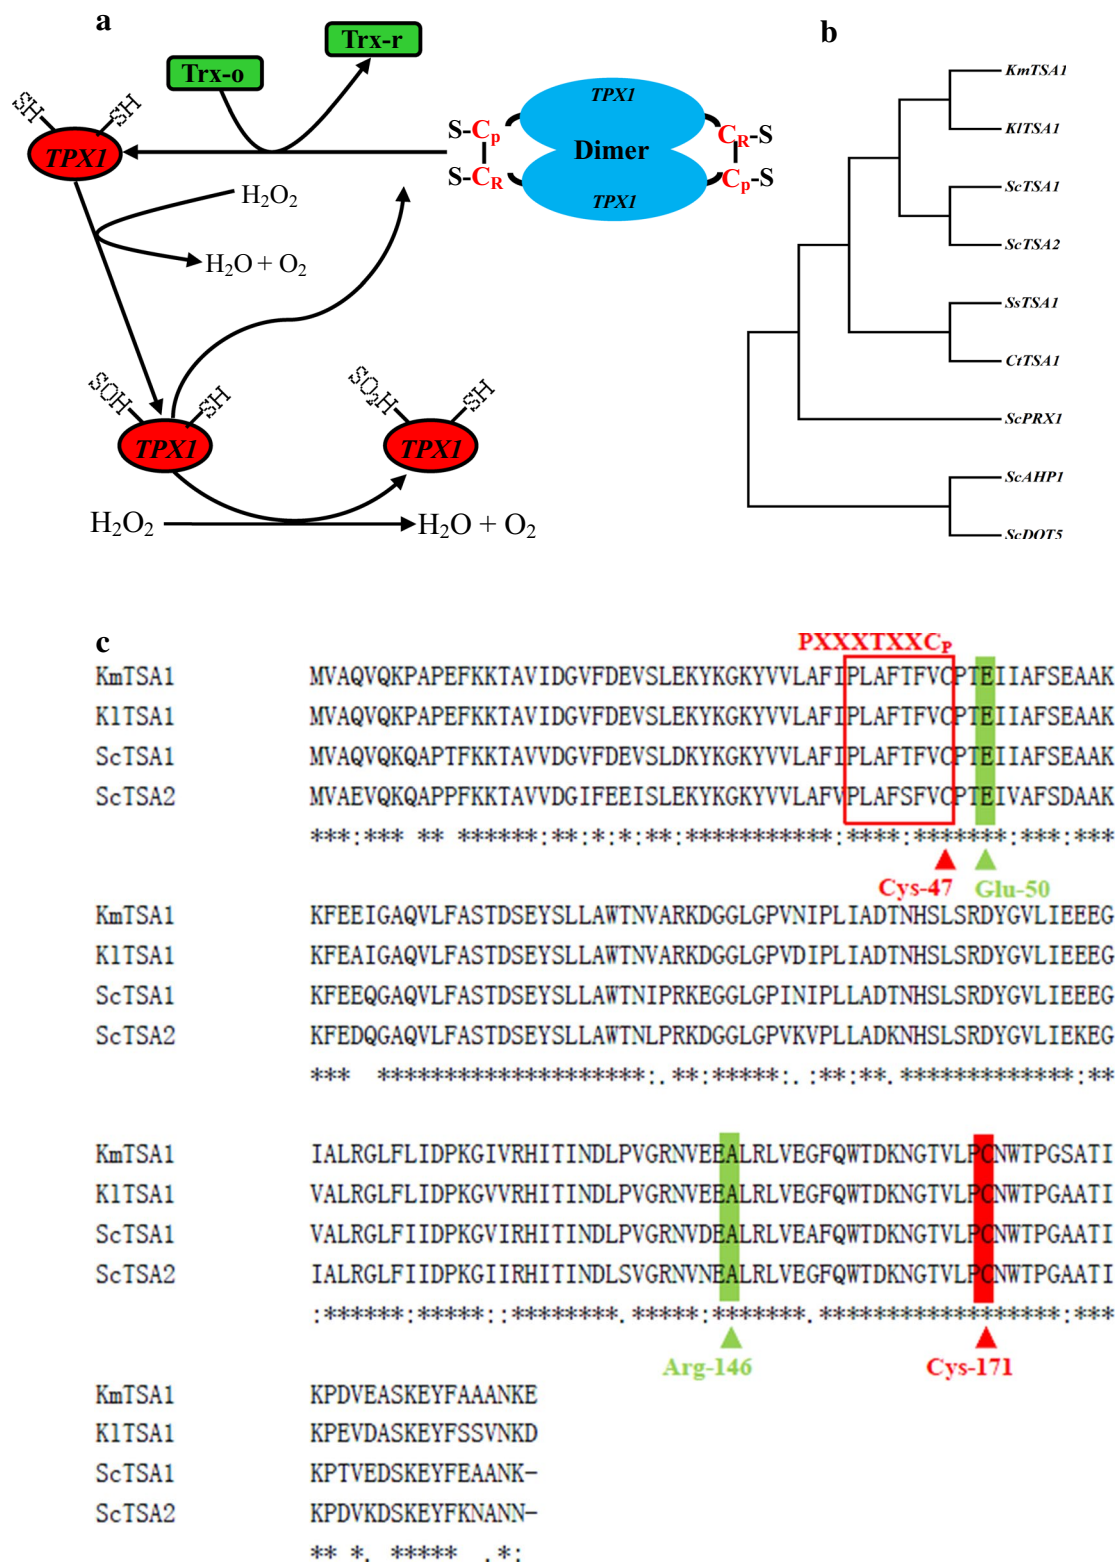 a
b
Trx-r
Trx-o
SH
SH
TPX1
S-Cp
S-CR
TPX1
Dimer
TPX1
CR-S
Cp-S
H₂O₂
H₂O + O₂
SOH
SH
TPX1
SO₂H
SH
TPX1
H₂O₂
H₂O + O₂
KmTSA1
KlTSA1
ScTSA1
ScTSA2
SsTSA1
CtTSA1
ScPRX1
ScAHP1
ScDOT5
c
PXXXTXXCP
KmTSA1 MVAQVQKPAPEFKKTAVIDGVFDEVSLEKYKGKYVVLAFIPLAFTFVCPTEIIAFSEAAK
KlTSA1 MVAQVQKPAPEFKKTAVIDGVFDEVSLEKYKGKYVVLAFIPLAFTFVCPTEIIAFSEAAK
ScTSA1 MVAQVQKQAPTFKKTAVVDGVFDEVSLDKYKGKYVVLAFIPLAFTFVCPTEIIAFSEAAK
ScTSA2 MVAEVQKQAPPFKKTAVVDGIFEEISLEKYKGKYVVLAFVPLAFSFVCPTEIVAFSDAAK
***:*** ** ******:**:*:*:**:***********:****:*******:***:***
Cys-47 Glu-50
KmTSA1 KFEEIGAQVLFASTDSEYSLLAWTNVARKDGGLGPVNIPLIADTNHSLSRDYGVLIEEEG
KlTSA1 KFEAIGAQVLFASTDSEYSLLAWTNVARKDGGLGPVDIPLIADTNHSLSRDYGVLIEEEG
ScTSA1 KFEEQGAQVLFASTDSEYSLLAWTNIPRKEGGLGPINIPLLADTNHSLSRDYGVLIEEEG
ScTSA2 KFEDQGAQVLFASTDSEYSLLAWTNLPRKDGGLGPVKVPLLADKNHSLSRDYGVLIEKEG
*** ********************:.**:*****:.:**:**.*************:**
KmTSA1 IALRGLFLIDPKGIVRHITINDLPVGRNVEEALRLVEGFQWTDKNGTVLPCNWTPGSATI
KlTSA1 VALRGLFLIDPKGVVRHITINDLPVGRNVEEALRLVEGFQWTDKNGTVLPCNWTPGAATI
ScTSA1 VALRGLFIIDPKGVIRHITINDLPVGRNVDEALRLVEAFQWTDKNGTVLPCNWTPGAATI
ScTSA2 IALRGLFIIDPKGIIRHITINDLSVGRNVNEALRLVEGFQWTDKNGTVLPCNWTPGAATI
:******:*****::********.*****:*******.******************:***
Arg-146 Cys-171
KmTSA1 KPDVEASKEYFAAANKE
KlTSA1 KPEVDASKEYFSSVNKD
ScTSA1 KPTVEDSKEYFEAANK-
ScTSA2 KPDVKDSKEYFKNANN-
** *. ***** .*: